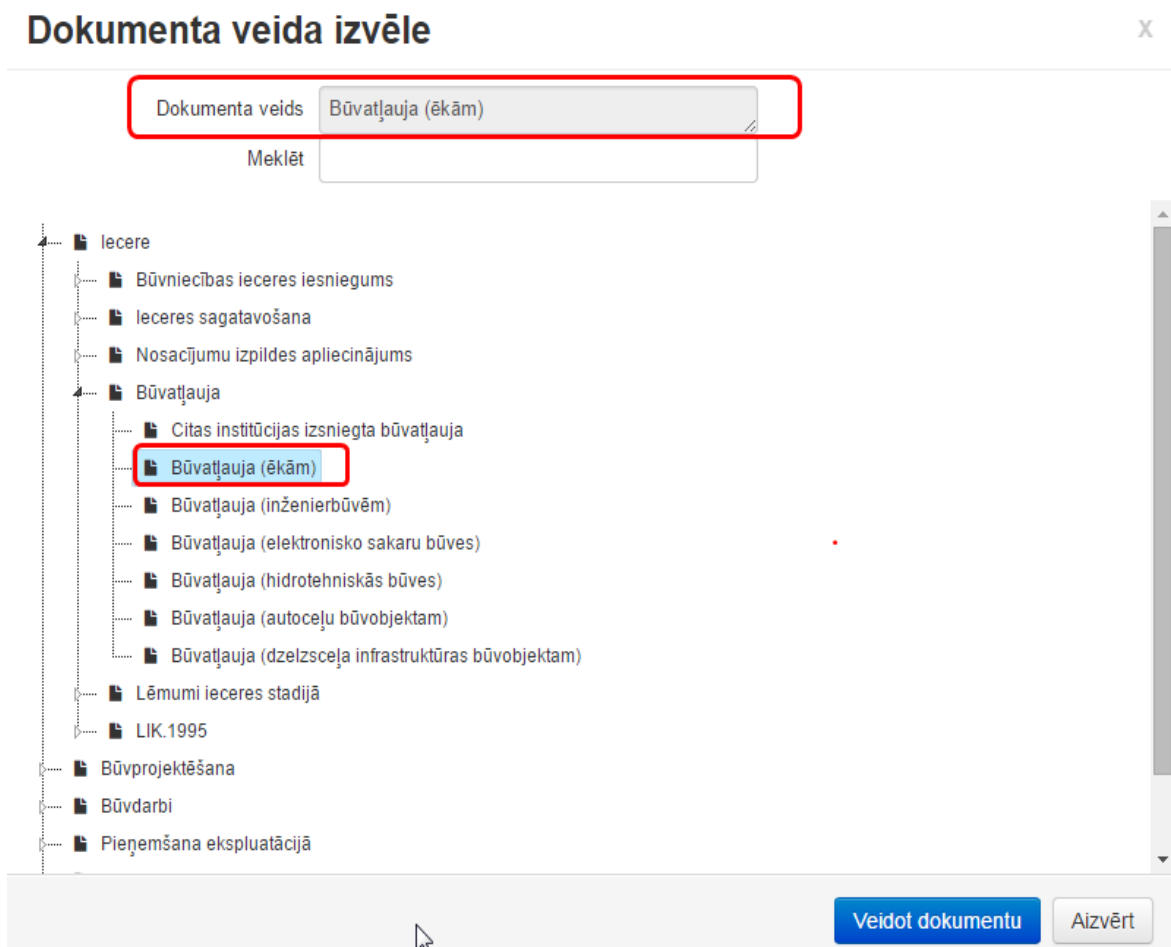 Dokumenta veida izvēle
X
Dokumenta veids Būvatļauja (ēkām)
Meklēt
Iecere
Būvniecības ieceres iesniegums
Ieceres sagatavošana
Nosacījumu izpildes apliecinājums
Būvatļauja
Citas institūcijas izsniegta būvatļauja
Būvatļauja (ēkām)
Būvatļauja (inženierbūvēm)
Būvatļauja (elektronisko sakaru būves)
Būvatļauja (hidrotehniskās būves)
Būvatļauja (autoceļu būvobjektam)
Būvatļauja (dzelzsceļa infrastruktūras būvobjektam)
Lēmumi ieceres stadijā
LIK.1995
Būvprojektēšana
Būvdarbi
Pieņemšana ekspluatācijā
Veidot dokumentu Aizvērt